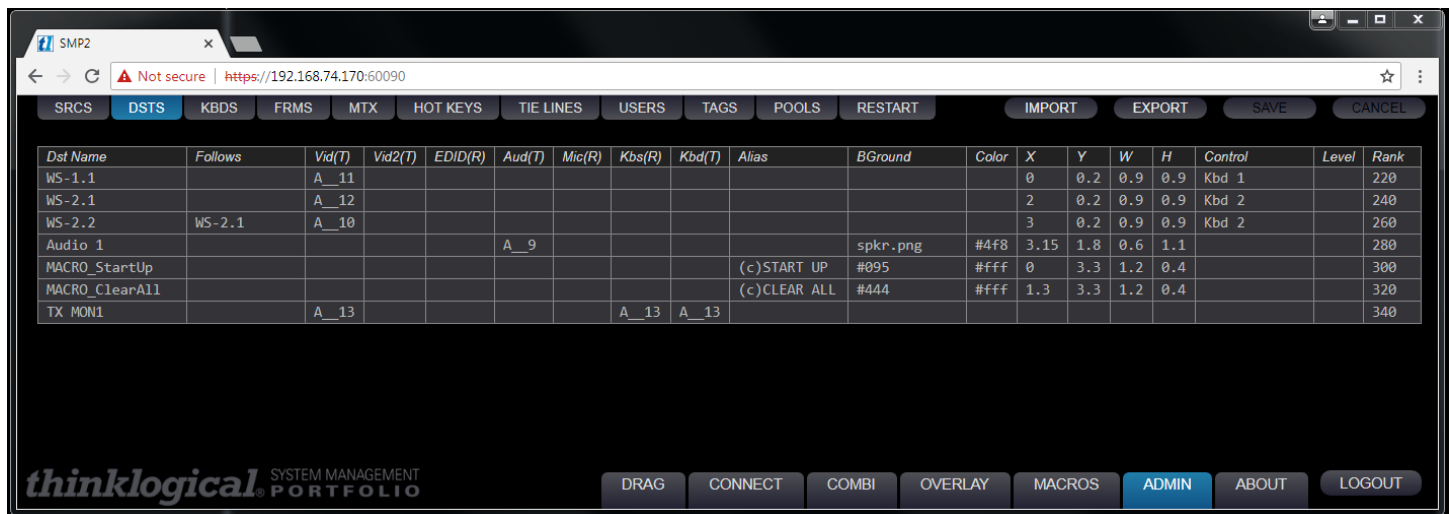 SMP2
Not secure https://192.168.74.170:60090
SRCS DSTS KBDS FRMS MTX HOT KEYS TIE LINES USERS TAGS POOLS RESTART IMPORT EXPORT SAVE CANCEL
Dst Name Follows Vid(T) Vid2(T) EDID(R) Aud(T) Mic(R) Kbs(R) Kbd(T) Alias BGround Color X Y W H Control Level Rank
WS-1.1 A__11 0 0.2 0.9 0.9 Kbd 1 220
WS-2.1 A__12 2 0.2 0.9 0.9 Kbd 2 240
WS-2.2 WS-2.1 A__10 3 0.2 0.9 0.9 Kbd 2 260
Audio 1 A__9 spkr.png #4f8 3.15 1.8 0.6 1.1 280
MACRO_StartUp (c)START UP #095 #fff 0 3.3 1.2 0.4 300
MACRO_ClearAll (c)CLEAR ALL #444 #fff 1.3 3.3 1.2 0.4 320
TX MON1 A__13 A__13 A__13 340
thinklogical® SYSTEM MANAGEMENT
PORTFOLIO
DRAG CONNECT COMBI OVERLAY MACROS ADMIN ABOUT LOGOUT